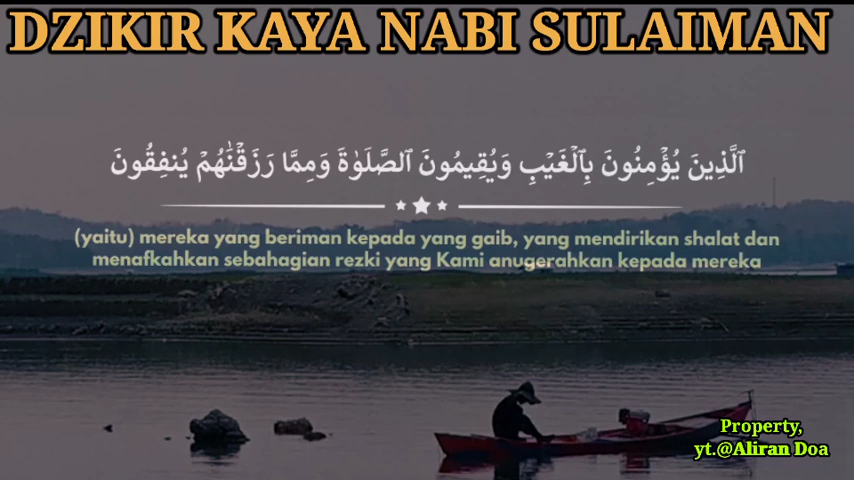 DZIKIR KAYA NABI SULAIMAN
ٱلَّذِينَ يُؤْمِنُونَ بِٱلْغَيْبِ وَيُقِيمُونَ ٱلصَّلَوٰةَ وَمِمَّا رَزَقْنَٰهُمْ يُنفِقُونَ
(yaitu) mereka yang beriman kepada yang gaib, yang mendirikan shalat dan
menafkahkan sebahagian rezki yang Kami anugerahkan kepada mereka
Property,
yt.@Aliran Doa